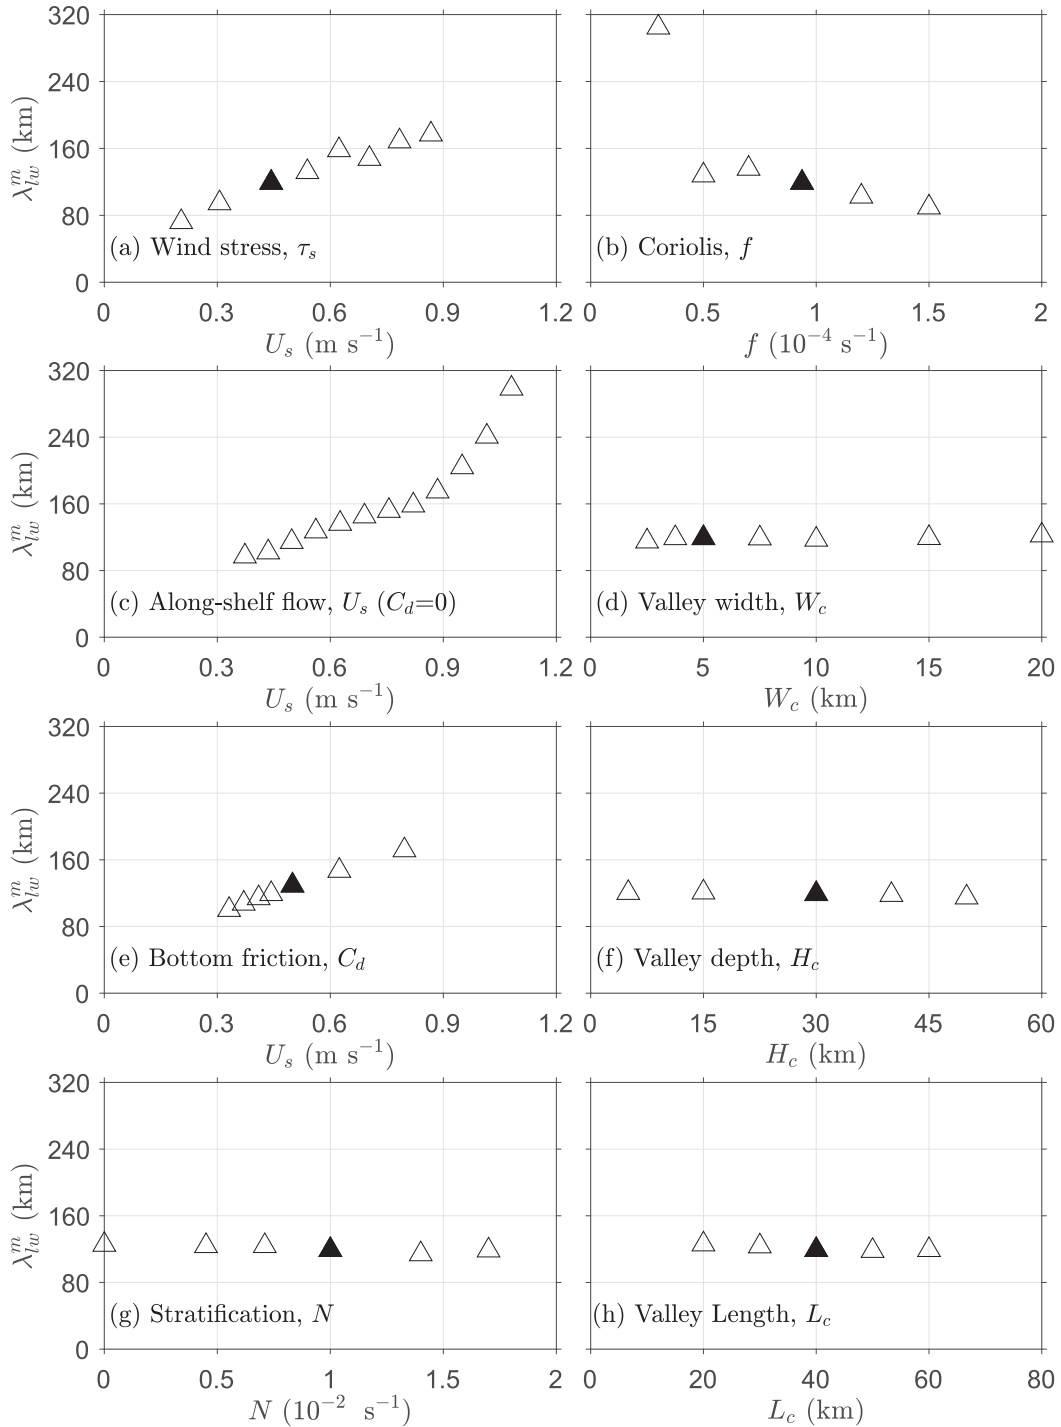 320
240
160
80
0
λ^m_lw (km)
(a) Wind stress, τ_s
0 0.3 0.6 0.9 1.2
U_s (m s⁻¹)
(b) Coriolis, f
0 0.5 1 1.5 2
f (10⁻⁴ s⁻¹)
320
240
160
80
0
λ^m_lw (km)
(c) Along-shelf flow, U_s (C_d=0)
0 0.3 0.6 0.9 1.2
U_s (m s⁻¹)
(d) Valley width, W_c
0 5 10 15 20
W_c (km)
320
240
160
80
0
λ^m_lw (km)
(e) Bottom friction, C_d
0 0.3 0.6 0.9 1.2
U_s (m s⁻¹)
(f) Valley depth, H_c
0 15 30 45 60
H_c (km)
320
240
160
80
0
λ^m_lw (km)
(g) Stratification, N
0 0.5 1 1.5 2
N (10⁻² s⁻¹)
(h) Valley Length, L_c
0 20 40 60 80
L_c (km)